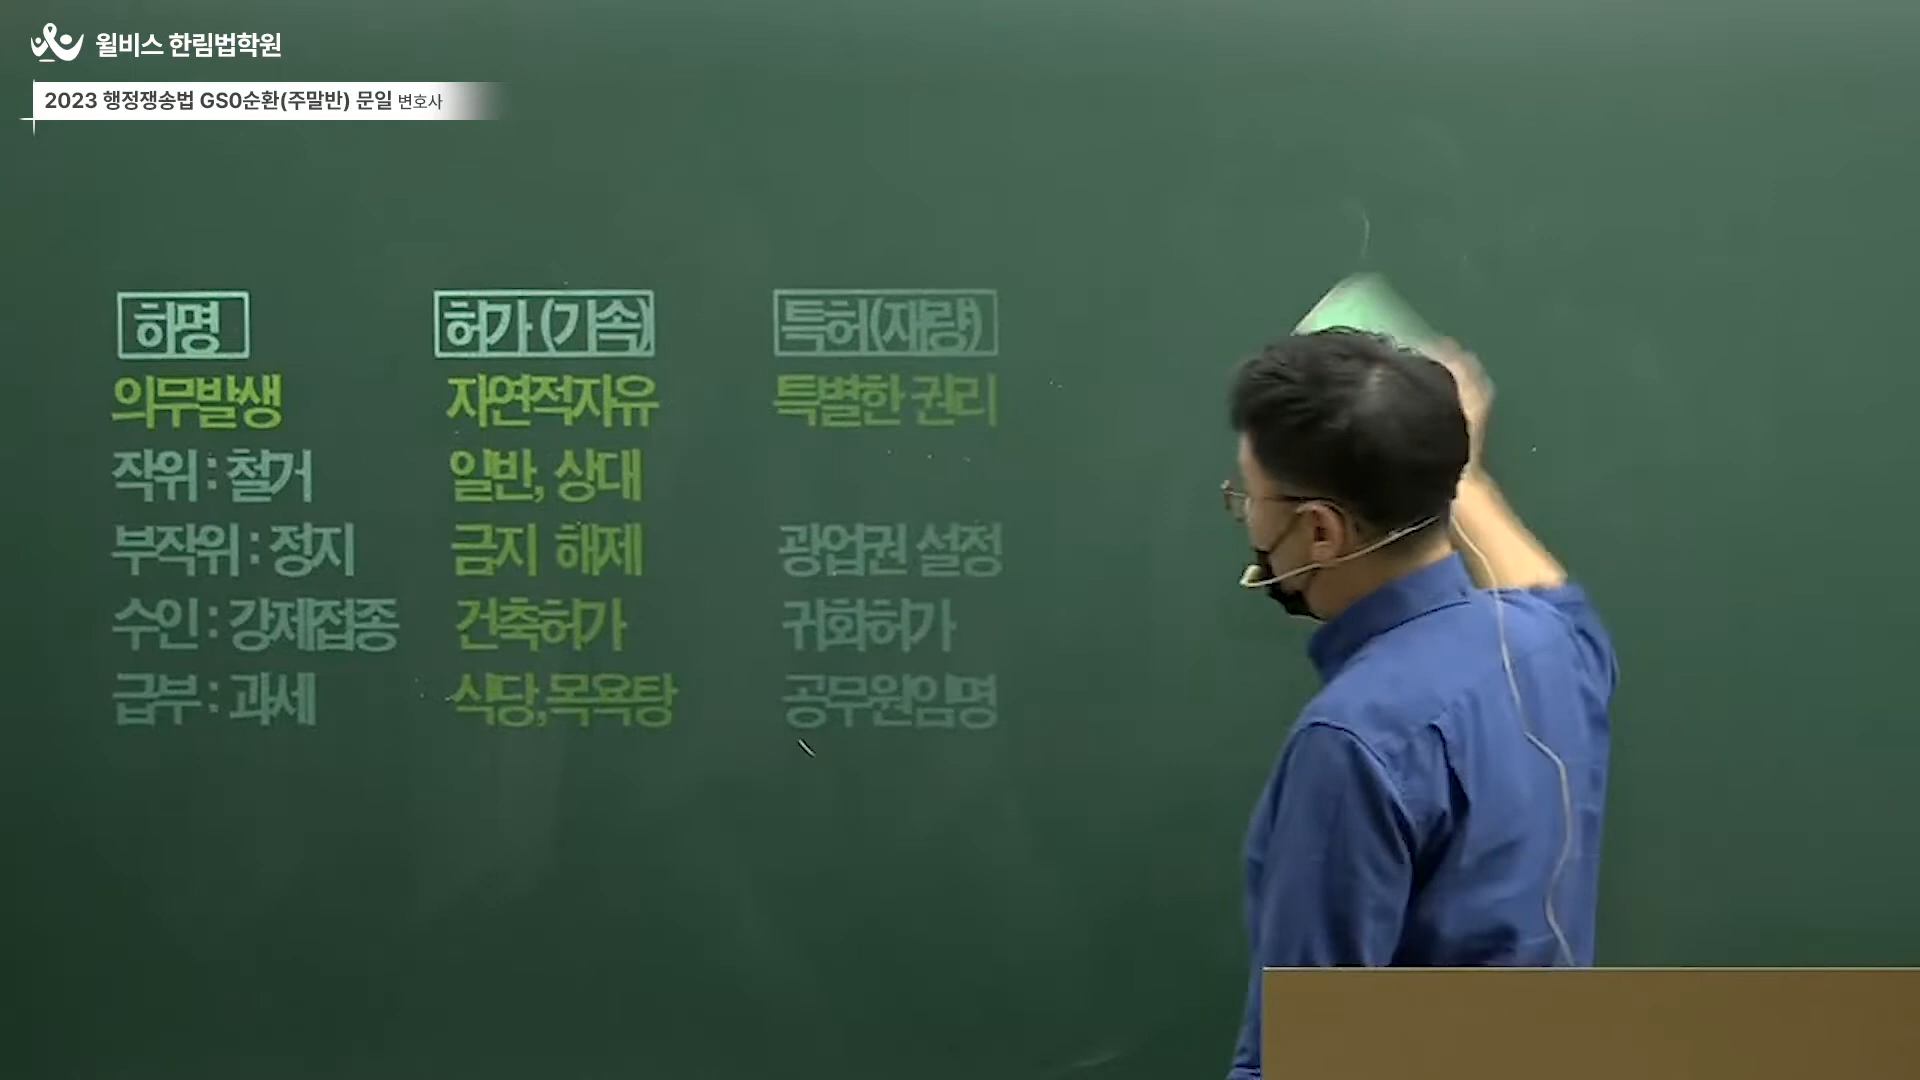 윌비스 한림법학원
2023 행정쟁송법 GS0순환(주말반) 문일 변호사
하명
의무발생
작위 : 철거
부작위 : 정지
수인 : 강제접종
급부 : 과세
허가 (기속)
자연적자유
일반, 상대
금지 해제
건축허가
식당,목욕탕
특허(재량)
특별한 권리
광업권 설정
귀화허가
공무원임명